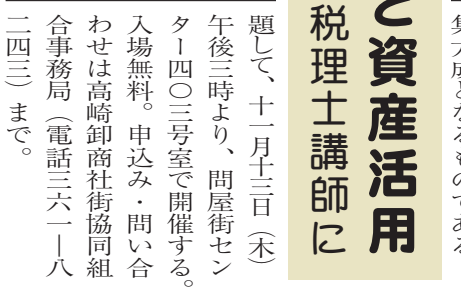 集大成となるものである
と資産活用
税理士講師に
題して、十一月十三日（木）
午後三時より、問屋街セン
ター四〇三号室で開催する。
入場無料。申込み・問い合
わせは高崎卸商社街協同組
合事務局（電話三六一ー八
二四三）まで。